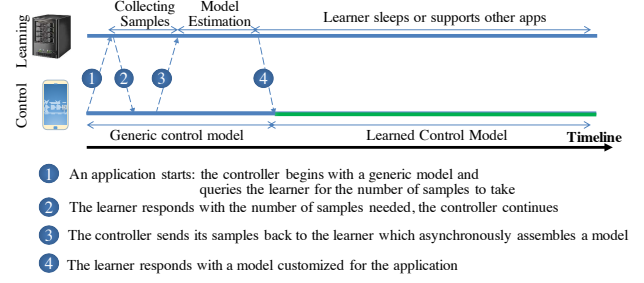 Collecting Samples
Model Estimation
Learner sleeps or supports other apps
Learning
1 2 3 4
Control
Generic control model
Learned Control Model
Timeline
1 An application starts: the controller begins with a generic model and
queries the learner for the number of samples to take
2 The learner responds with the number of samples needed, the controller continues
3 The controller sends its samples back to the learner which asynchronously assembles a model
4 The learner responds with a model customized for the application